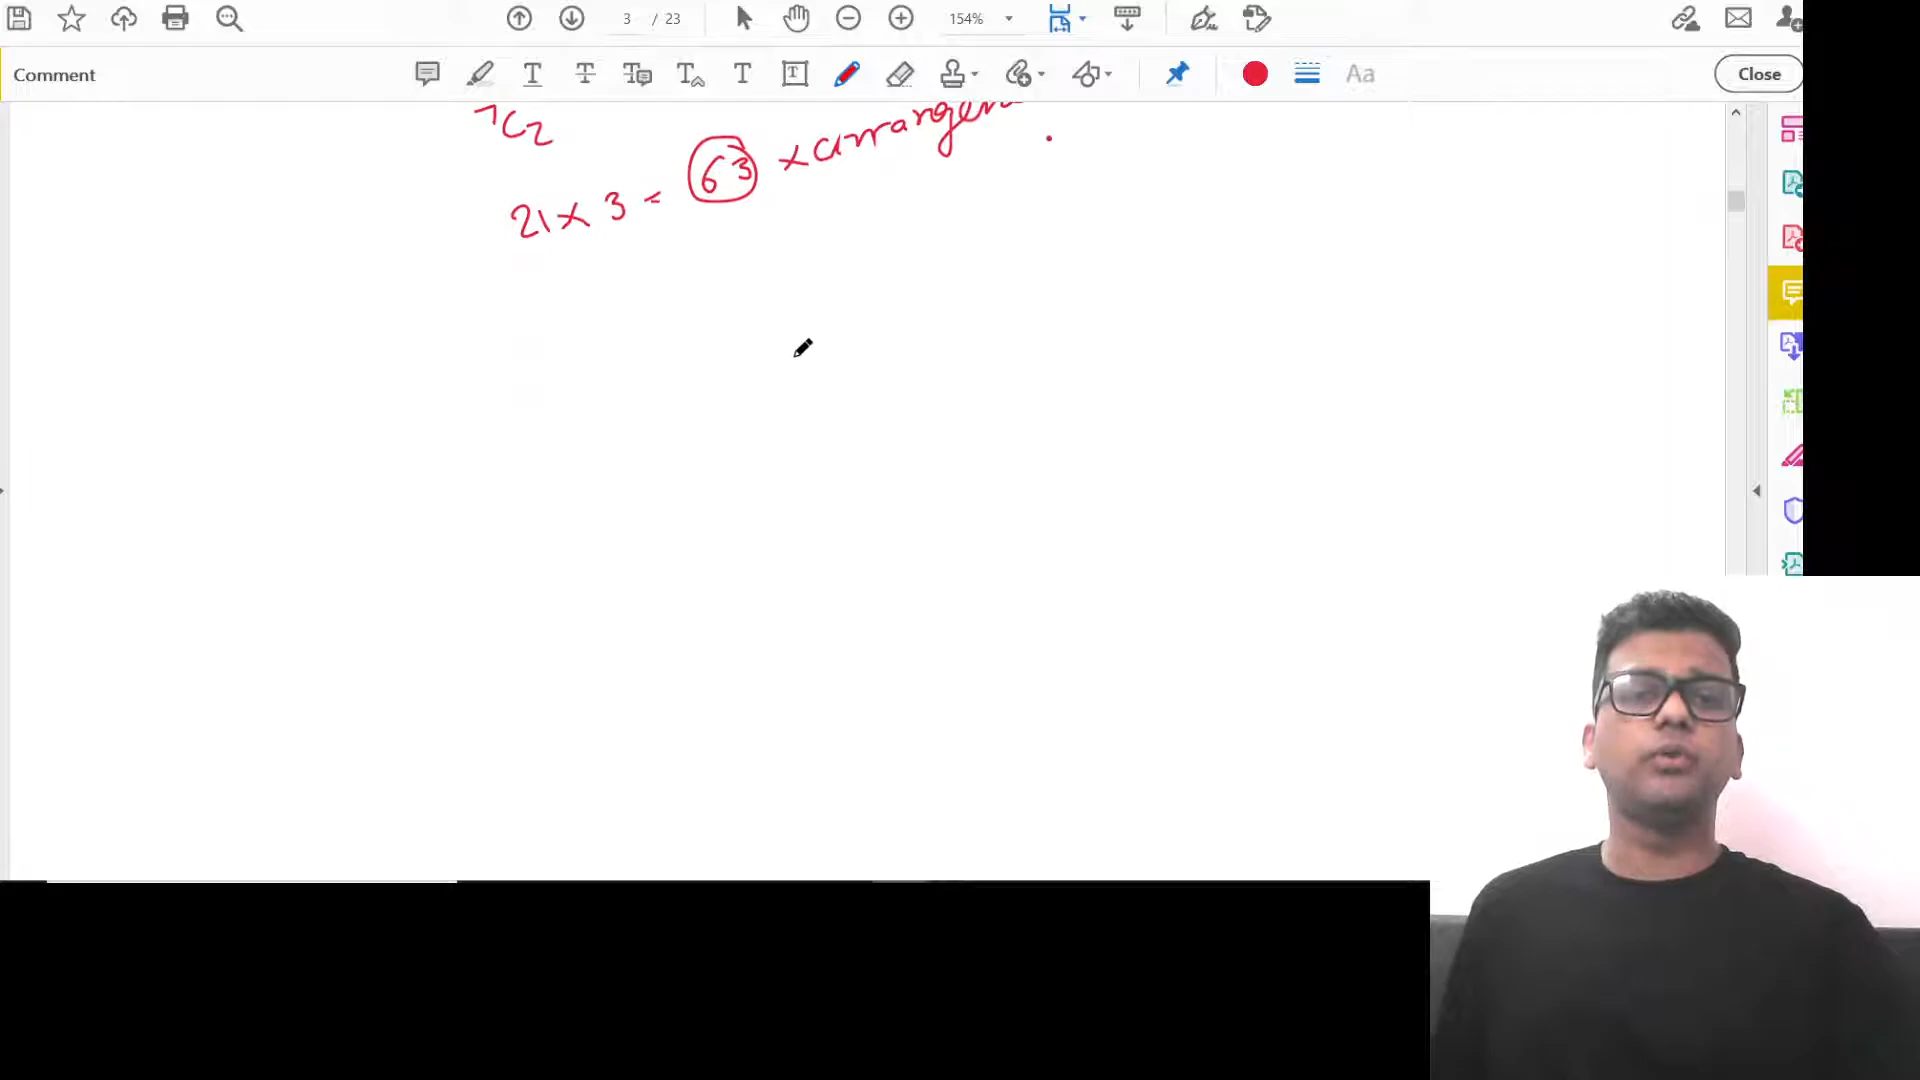 3 / 23
154%
Comment
T T T T T Aa
Close
7C2
63 x arrangem
21 x 3 =